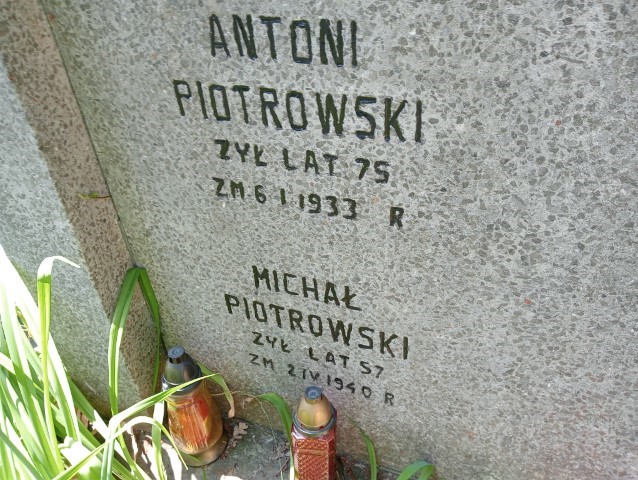 ANTONI
PIOTROWSKI
ŻYŁ LAT 75
ZM 6 I 1933 R
MICHAŁ
PIOTROWSKI
ŻYŁ LAT 57
ZM 2 IV 1940 R